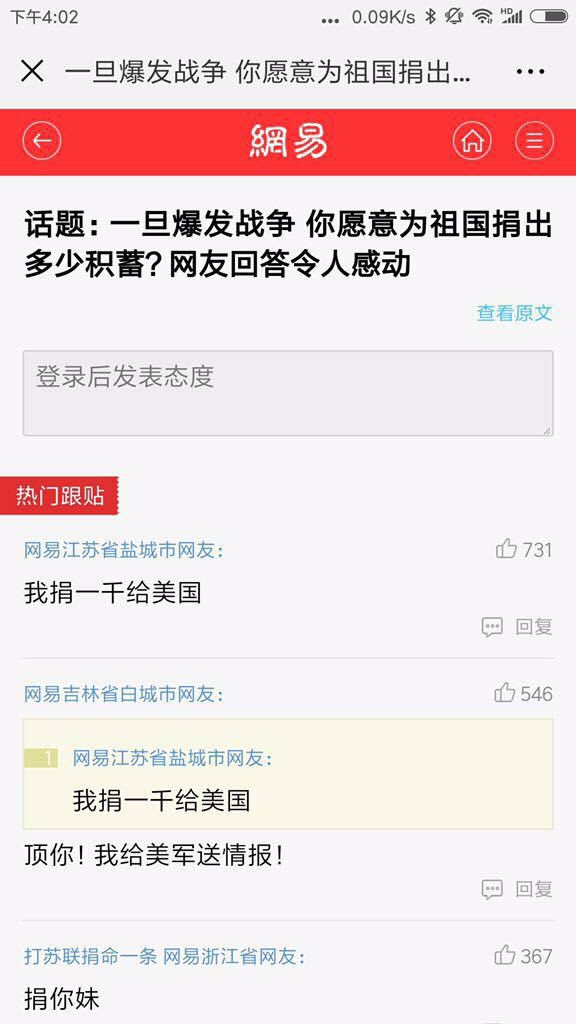 下午4:02
... 0.09K/s HD
一旦爆发战争 你愿意为祖国捐出...
網易
话题：一旦爆发战争 你愿意为祖国捐出
多少积蓄？网友回答令人感动
查看原文
登录后发表态度
热门跟贴
网易江苏省盐城市网友：
731
我捐一千给美国
回复
网易吉林省白城市网友：
546
1 网易江苏省盐城市网友：
我捐一千给美国
顶你！我给美军送情报！
回复
打苏联捐命一条 网易浙江省网友：
367
捐你妹